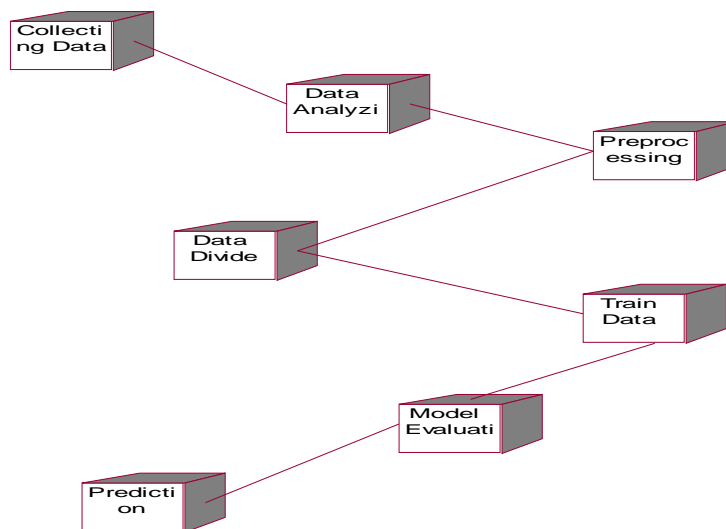 Collecti
ng Data
Data
Analyzi
Preproc
essing
Data
Divide
Train
Data
Model
Evaluati
Predicti
on